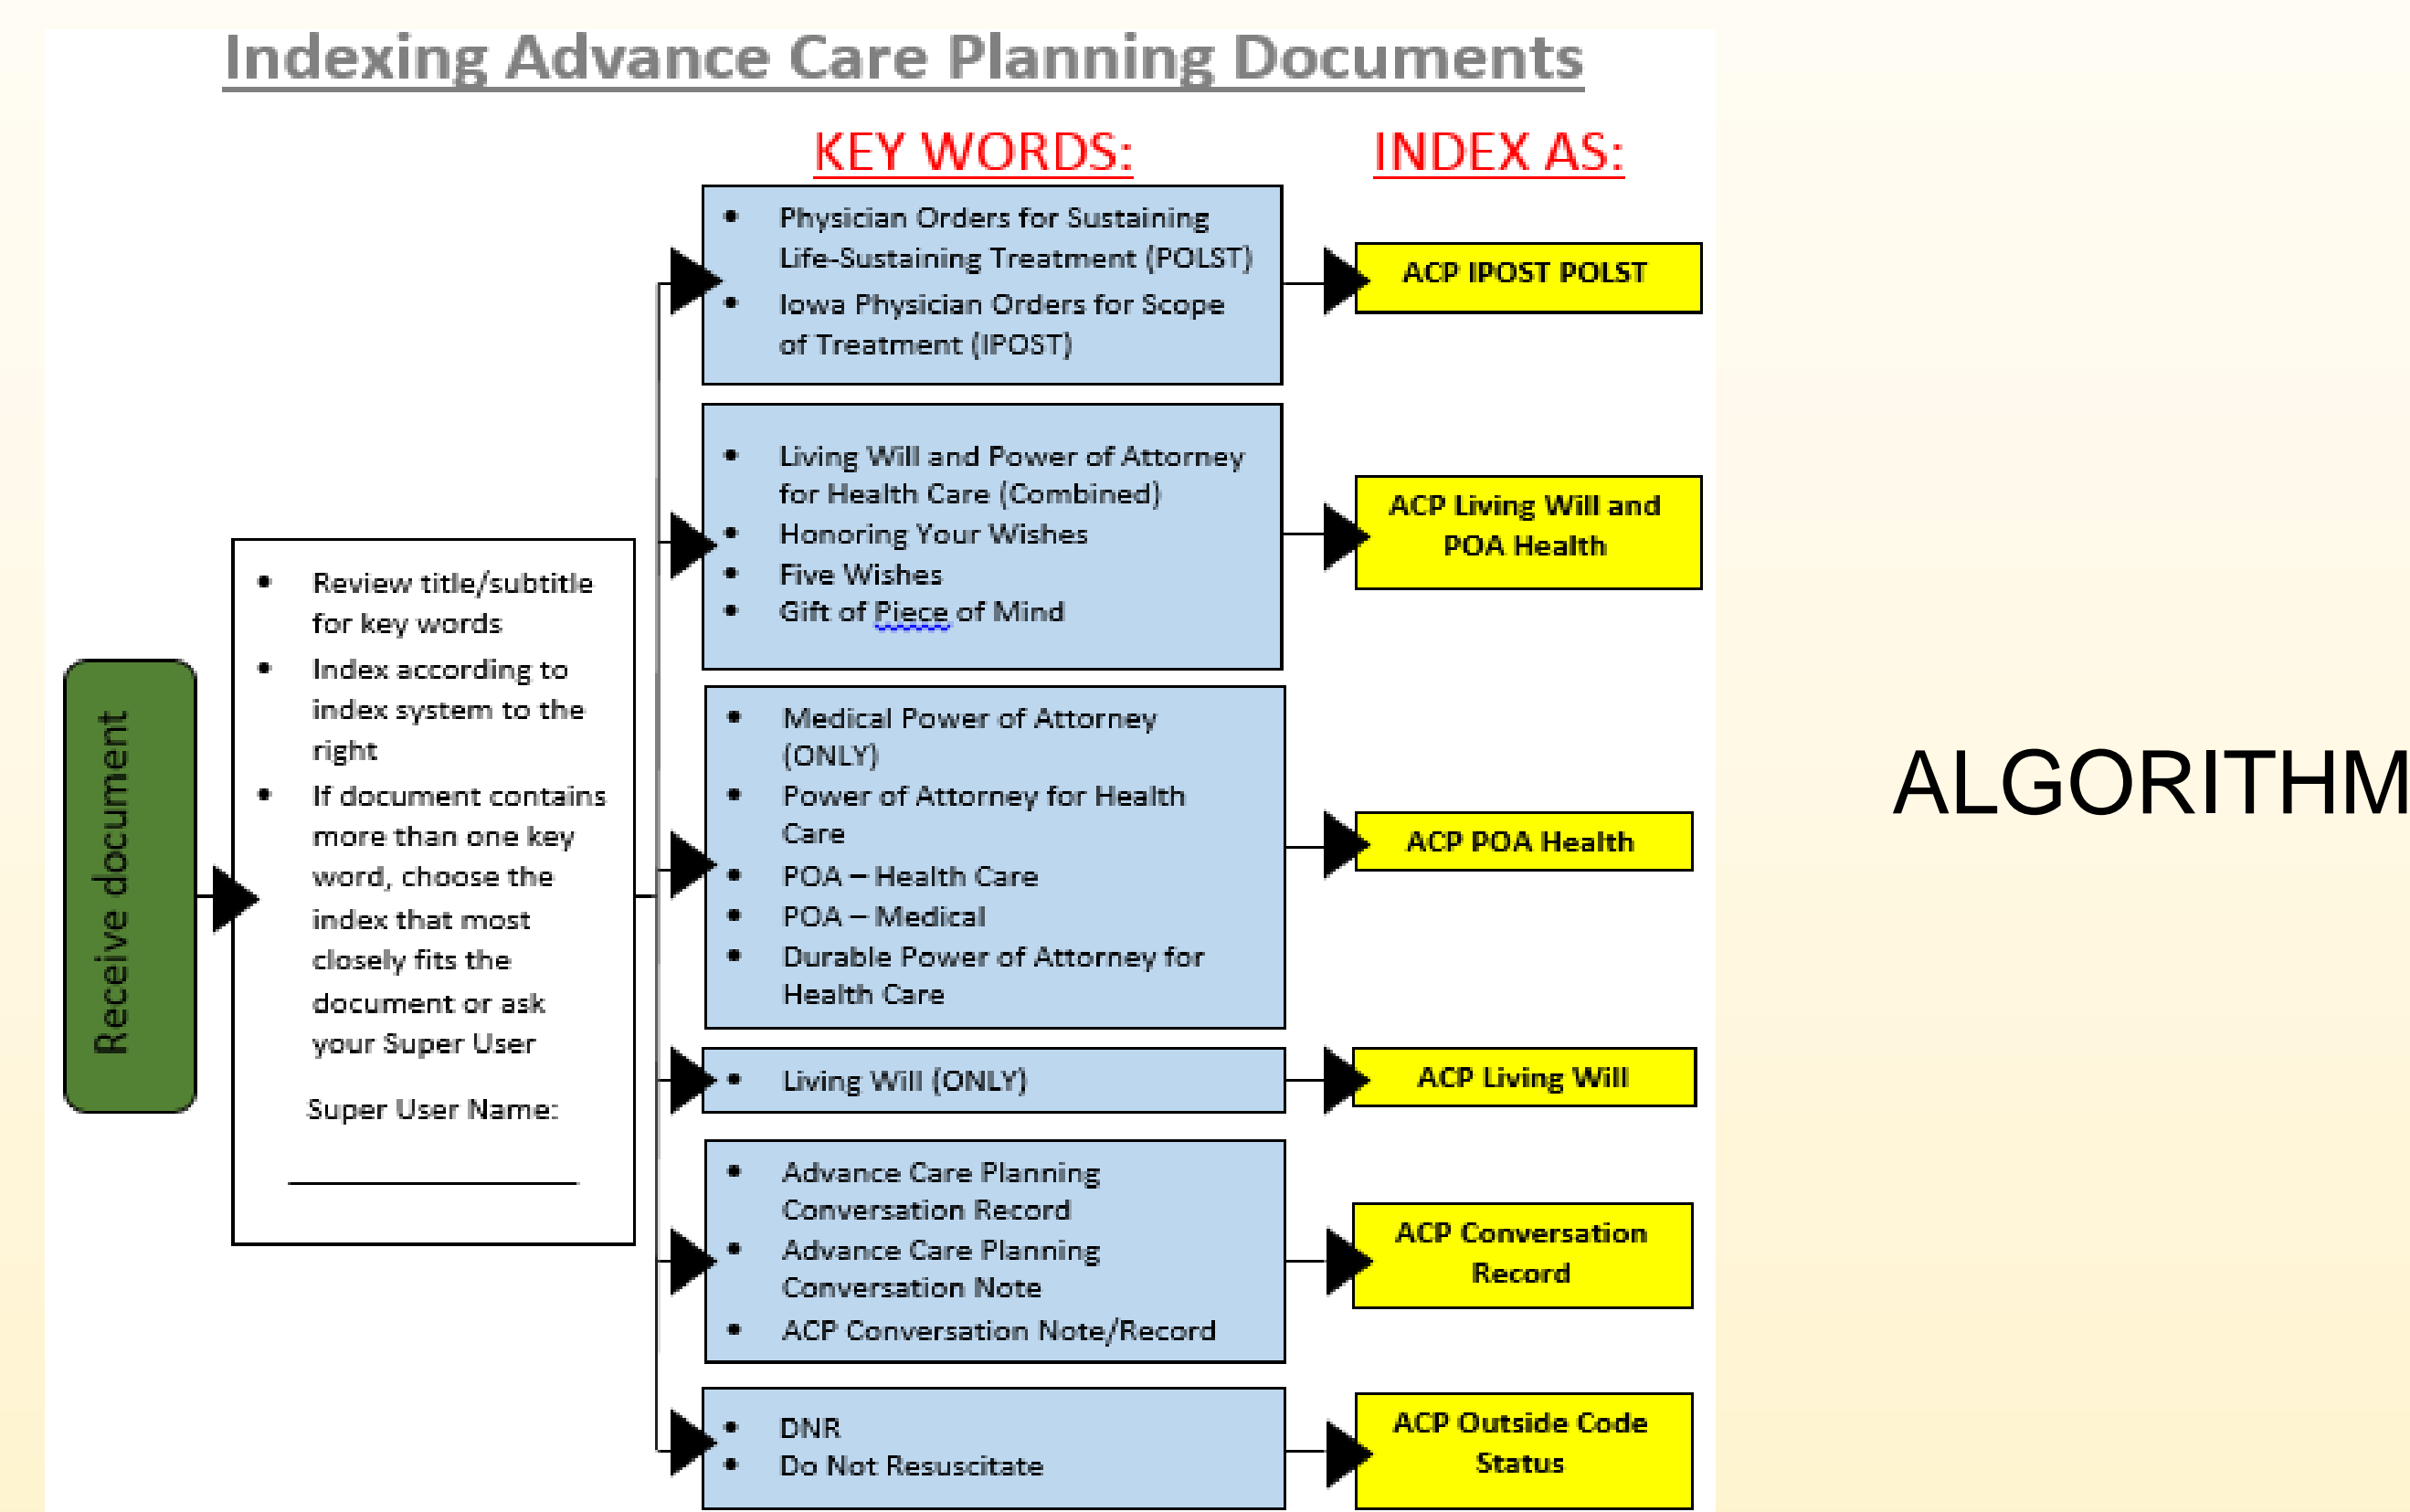 Indexing Advance Care Planning Documents
KEY WORDS:
INDEX AS:
Receive document
• Review title/subtitle
for key words
• Index according to
index system to the
right
• If document contains
more than one key
word, choose the
index that most
closely fits the
document or ask
your Super User
Super User Name:
• Physician Orders for Sustaining
Life-Sustaining Treatment (POLST)
• Iowa Physician Orders for Scope
of Treatment (IPOST)
ACP IPOST POLST
• Living Will and Power of Attorney
for Health Care (Combined)
• Honoring Your Wishes
• Five Wishes
• Gift of Piece of Mind
ACP Living Will and
POA Health
• Medical Power of Attorney
(ONLY)
• Power of Attorney for Health
Care
• POA – Health Care
• POA – Medical
• Durable Power of Attorney for
Health Care
ACP POA Health
• Living Will (ONLY)
ACP Living Will
• Advance Care Planning
Conversation Record
• Advance Care Planning
Conversation Note
• ACP Conversation Note/Record
ACP Conversation
Record
• DNR
• Do Not Resuscitate
ACP Outside Code
Status
ALGORITHM